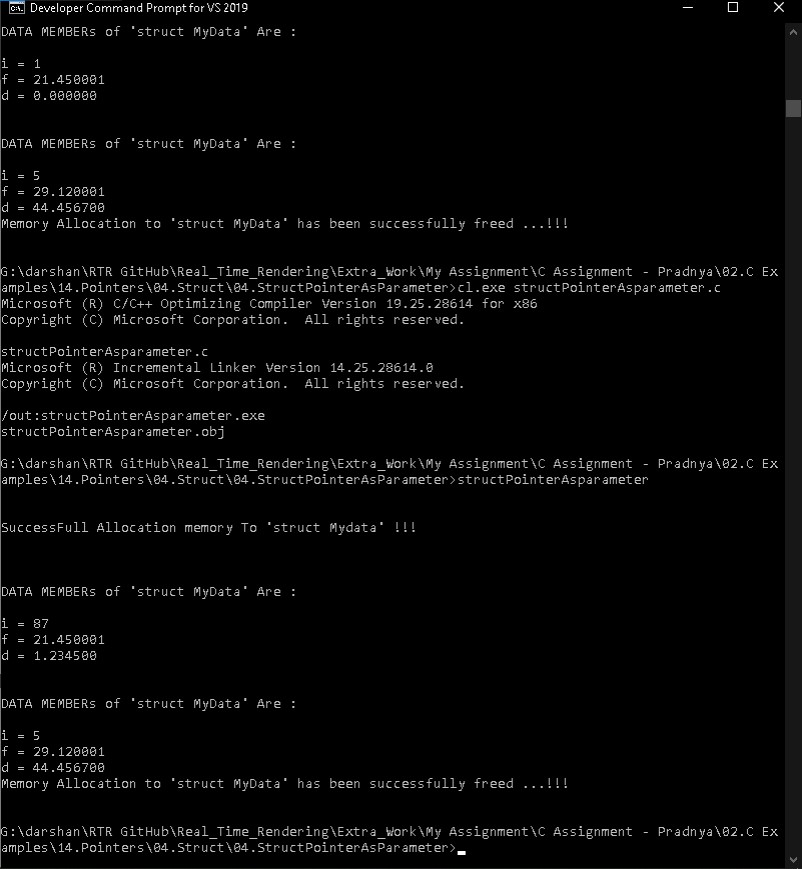 Developer Command Prompt for VS 2019
DATA MEMBERs of 'struct MyData' Are :
i = 1
f = 21.450001
d = 0.000000
DATA MEMBERs of 'struct MyData' Are :
i = 5
f = 29.120001
d = 44.456700
Memory Allocation to 'struct MyData' has been successfully freed ...!!!
G:\darshan\RTR GitHub\Real_Time_Rendering\Extra_Work\My Assignment\C Assignment - Pradnya\02.C Ex
amples\14.Pointers\04.Struct\04.StructPointerAsParameter>cl.exe structPointerAsparameter.c
Microsoft (R) C/C++ Optimizing Compiler Version 19.25.28614 for x86
Copyright (C) Microsoft Corporation.  All rights reserved.
structPointerAsparameter.c
Microsoft (R) Incremental Linker Version 14.25.28614.0
Copyright (C) Microsoft Corporation.  All rights reserved.
/out:structPointerAsparameter.exe
structPointerAsparameter.obj
G:\darshan\RTR GitHub\Real_Time_Rendering\Extra_Work\My Assignment\C Assignment - Pradnya\02.C Ex
amples\14.Pointers\04.Struct\04.StructPointerAsParameter>structPointerAsparameter
SuccessFull Allocation memory To 'struct Mydata' !!!
DATA MEMBERs of 'struct MyData' Are :
i = 87
f = 21.450001
d = 1.234500
DATA MEMBERs of 'struct MyData' Are :
i = 5
f = 29.120001
d = 44.456700
Memory Allocation to 'struct MyData' has been successfully freed ...!!!
G:\darshan\RTR GitHub\Real_Time_Rendering\Extra_Work\My Assignment\C Assignment - Pradnya\02.C Ex
amples\14.Pointers\04.Struct\04.StructPointerAsParameter>